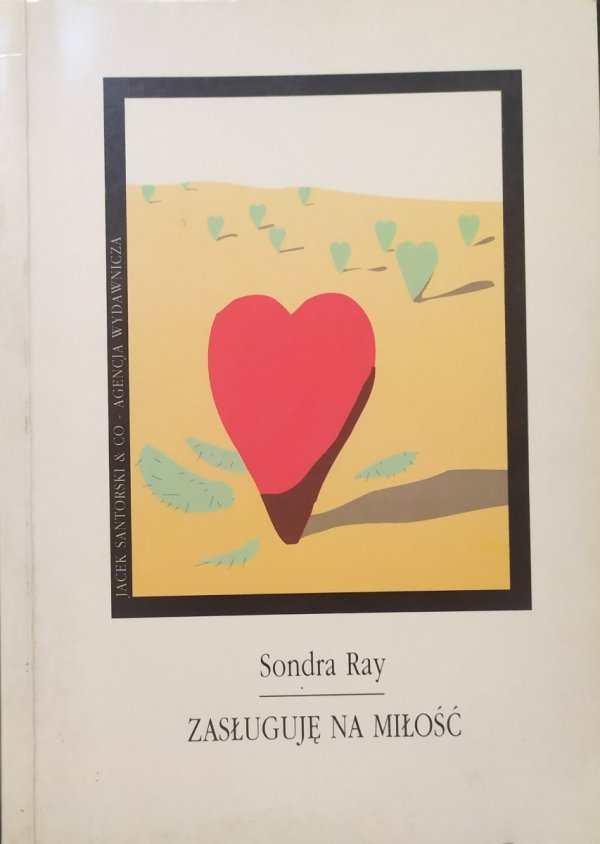 JACEK SANTORSKI & CO - AGENCJA WYDAWNICZA
Sondra Ray
ZASŁUGUJĘ NA MIŁOŚĆ